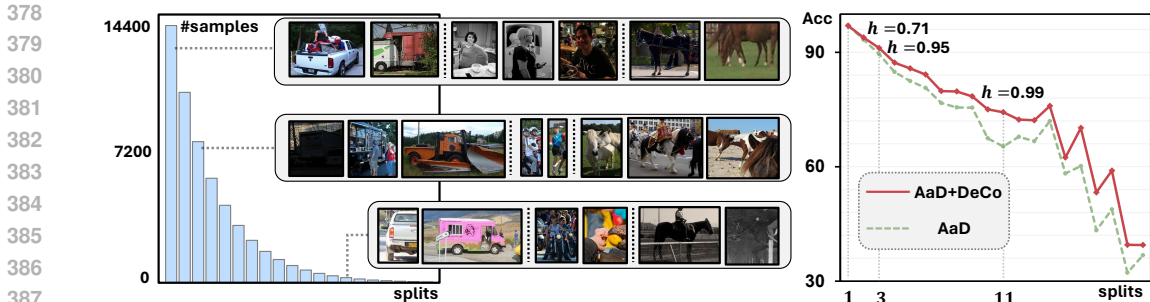 378
379
380
381
382
383
384
385
386
387
14400
#samples
7200
0
splits
Acc
90
60
30
h =0.71
h =0.95
h =0.99
AaD+DeCo
AaD
1
3
11
splits